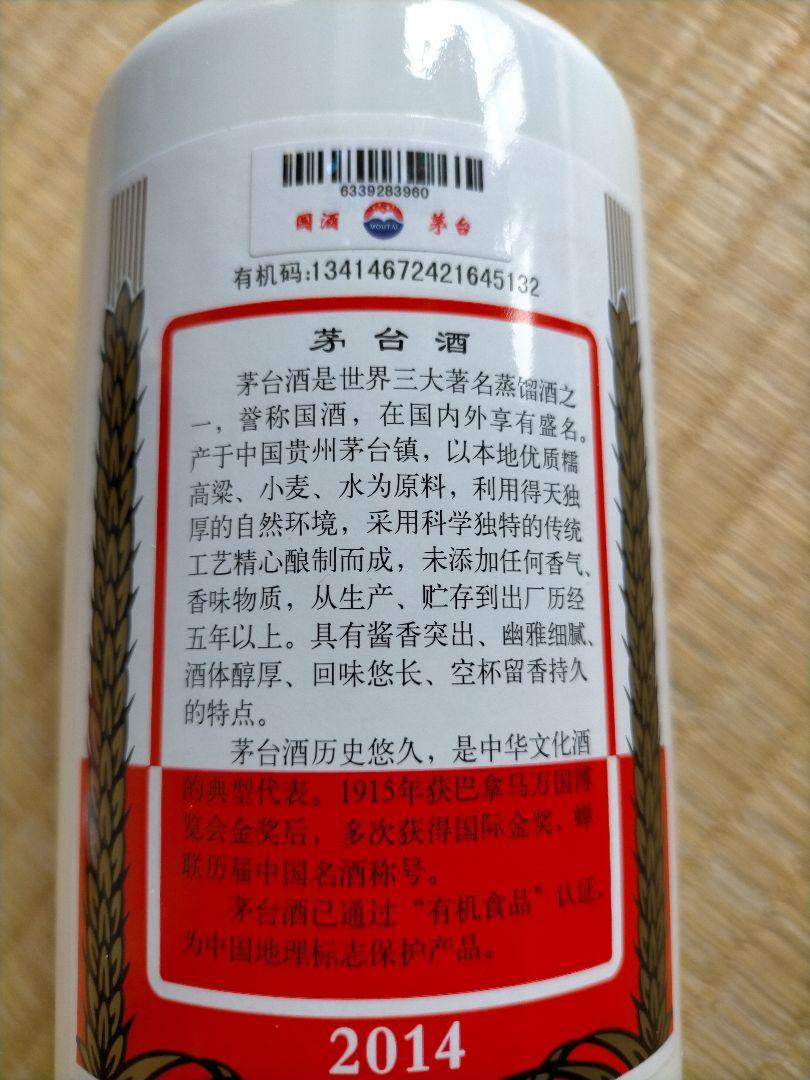 6339283960
国酒 MOUTAI 茅台
有机码:13414672421645132
茅台酒
茅台酒是世界三大著名蒸馏酒之
一，誉称国酒，在国内外享有盛名。
产于中国贵州茅台镇，以本地优质糯
高粱、小麦、水为原料，利用得天独
厚的自然环境，采用科学独特的传统
工艺精心酿制而成，未添加任何香气、
香味物质，从生产、贮存到出厂历经
五年以上。具有酱香突出、幽雅细腻、
酒体醇厚、回味悠长、空杯留香持久
的特点。
茅台酒历史悠久，是中华文化酒
的典型代表。1915年获巴拿马万国博
览会金奖后，多次获得国际金奖，蝉
联历届中国名酒称号。
茅台酒已通过“有机食品”认证，
为中国地理标志保护产品。
2014